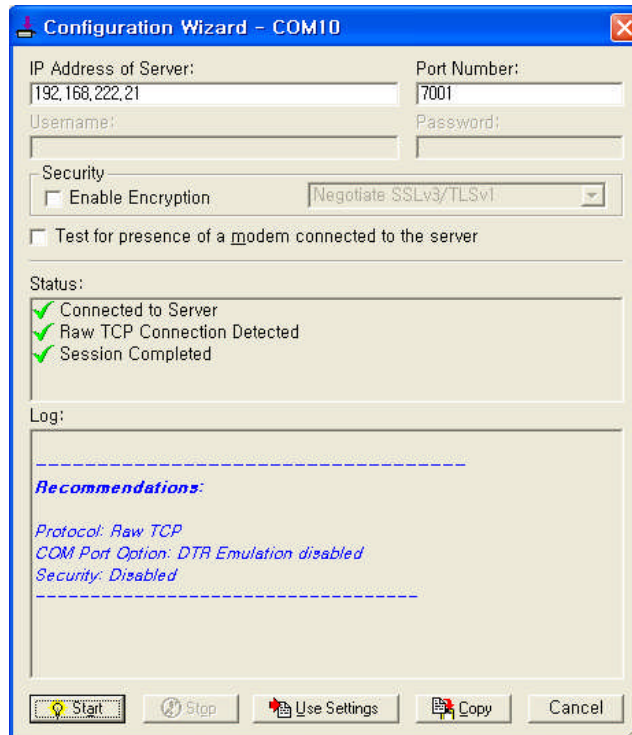 Configuration Wizard - COM10
IP Address of Server: Port Number:
192,168,222,21 7001
Username: Password:
Security
Enable Encryption Negotiate SSLv3/TLSv1
Test for presence of a modem connected to the server
Status:
Connected to Server
Raw TCP Connection Detected
Session Completed
Log:
------------------------------------
Recommendations:
Protocol: Raw TCP
COM Port Option: DTR Emulation disabled
Security: Disabled
------------------------------------
Start Stop Use Settings Copy Cancel